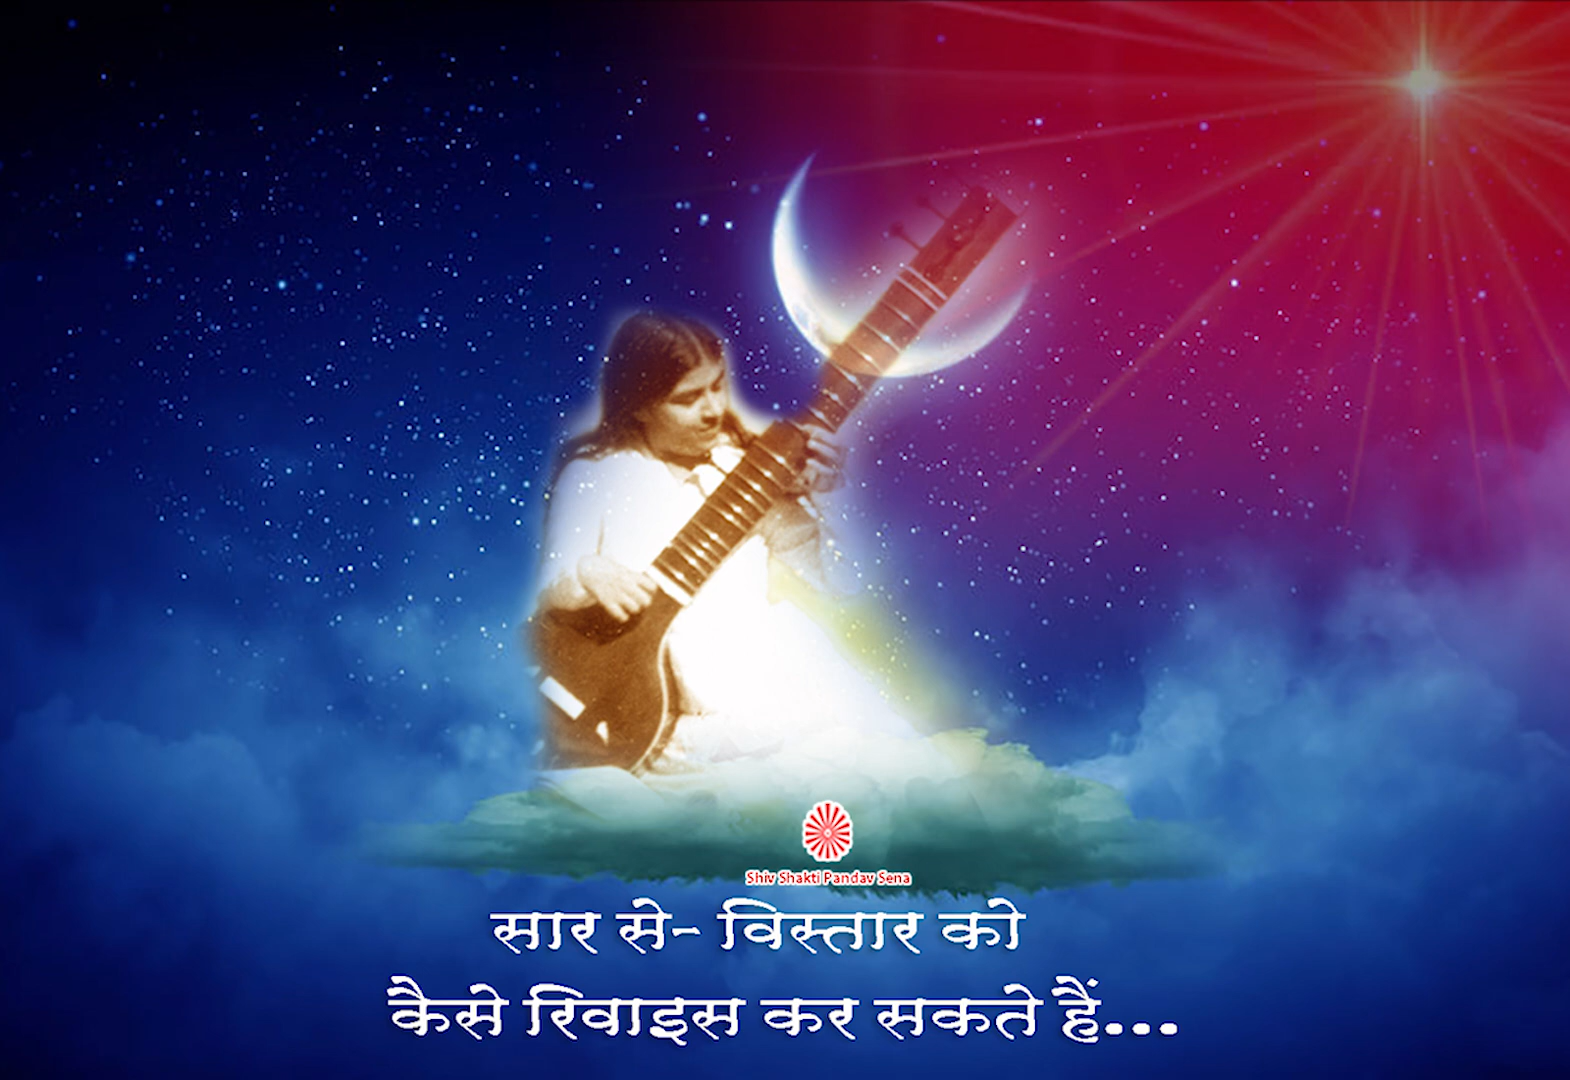 Shiv Shakti Pandav Sena
सार से- विस्तार को
कैसे रिवाइस कर सकते हैं...